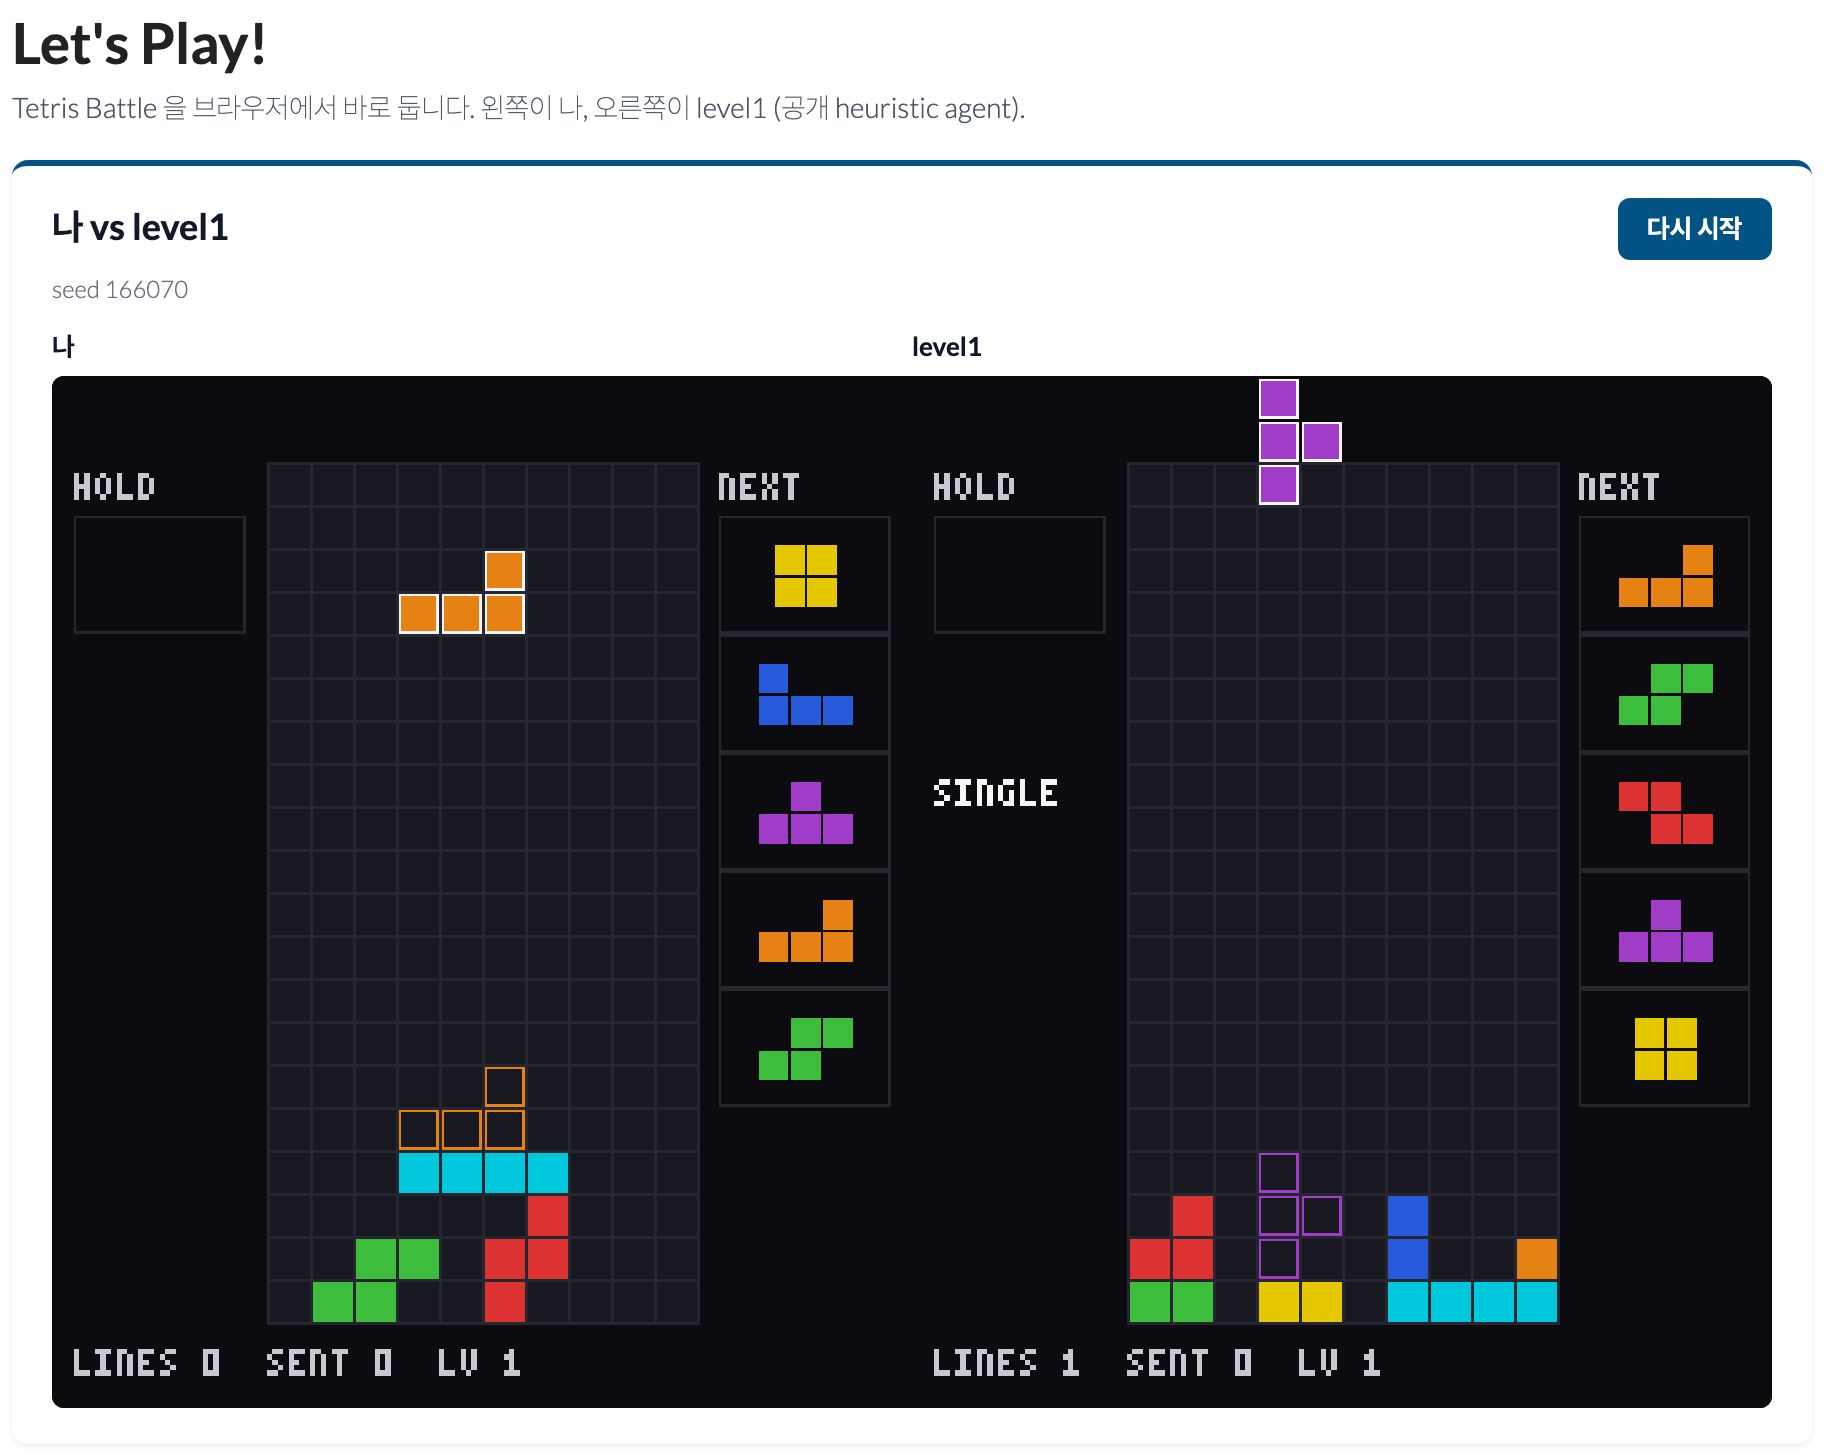 Let's Play!
Tetris Battle 을 브라우저에서 바로 둡니다. 왼쪽이 나, 오른쪽이 level1 (공개 heuristic agent).
나 vs level1
다시 시작
seed 166070
나
level1
HOLD
NEXT
HOLD
NEXT
SINGLE
LINES 0 SENT 0 LV 1
LINES 1 SENT 0 LV 1